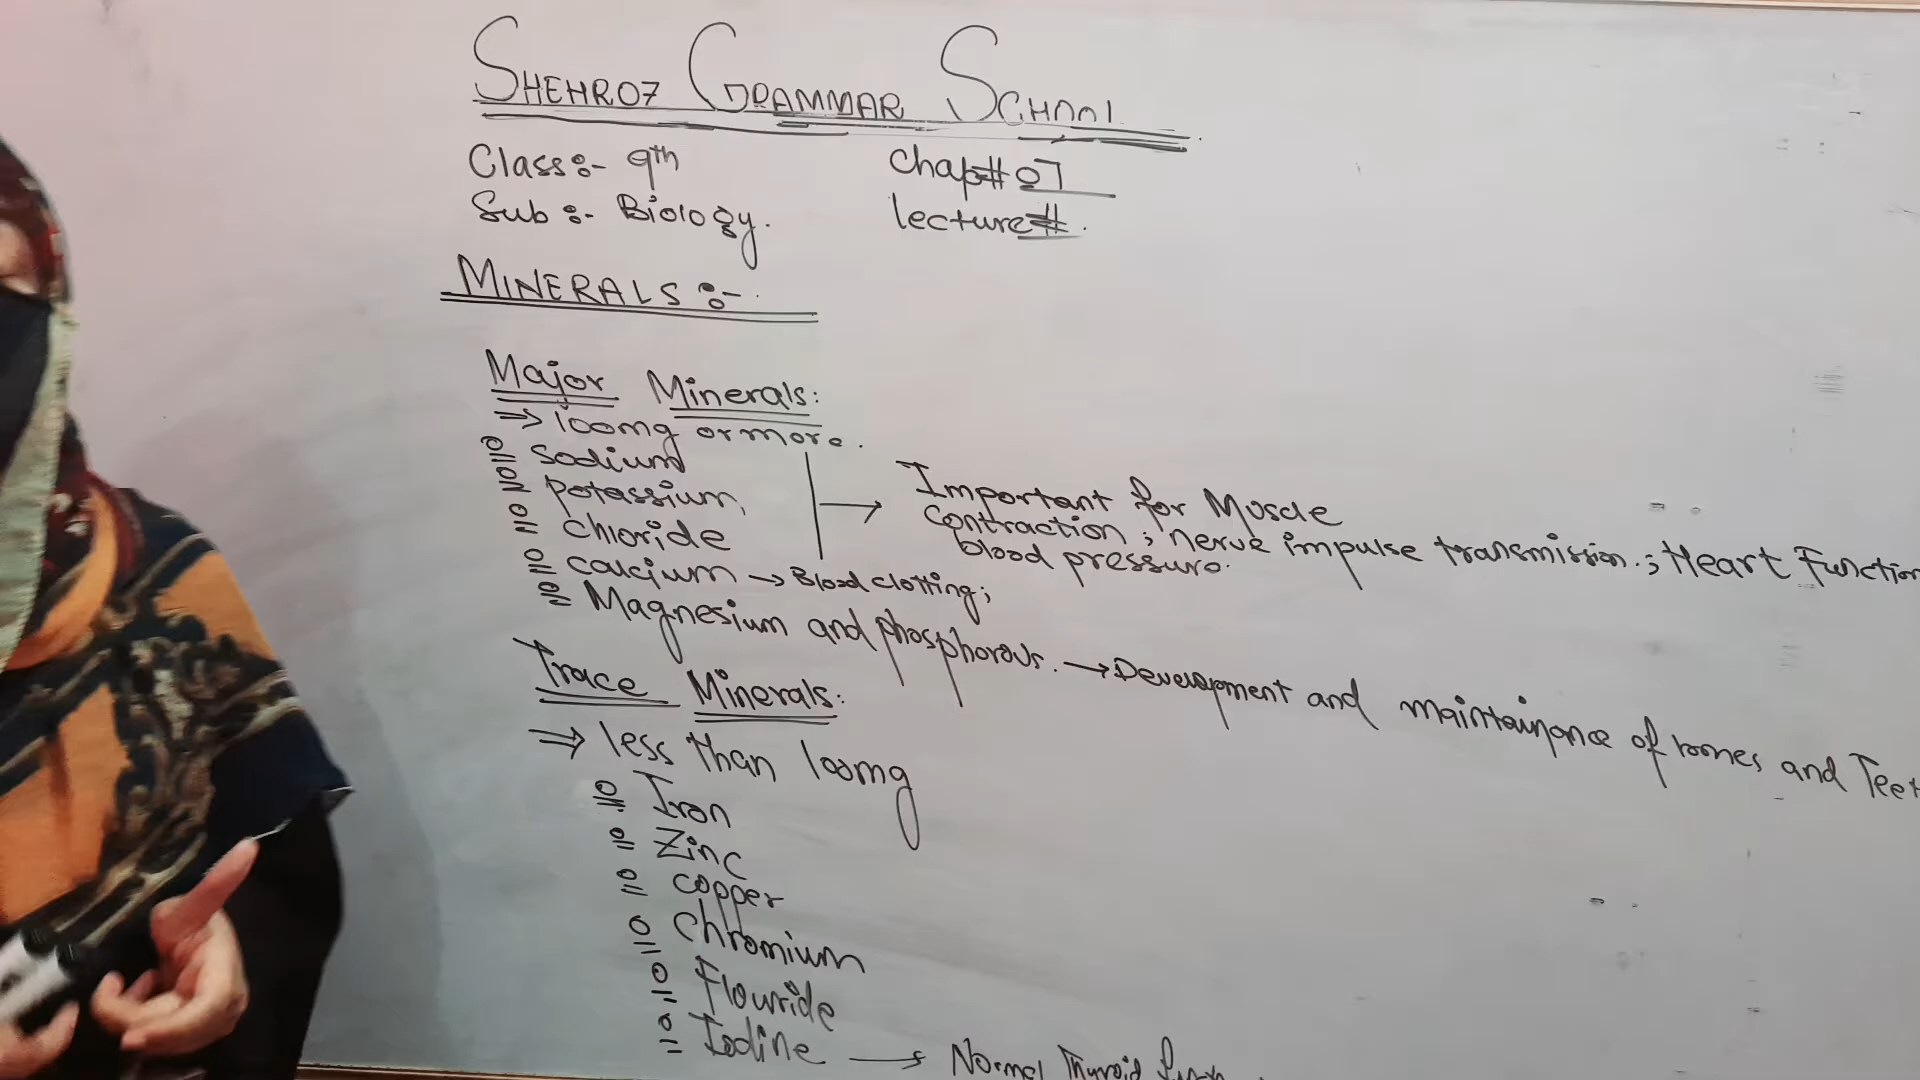 SHEHROZ GRAMMAR SCHOOL
Class:- 9th
Chap# 07
Sub :- Biology.
lecture#.
MINERALS :-
Major Minerals:
⇒ 100mg or more.
Sodium
Potassium,
Chloride
Important for Muscle
Contraction ; nerve impulse transmission.; Heart Function
blood pressure.
Calcium → Blood clotting;
Magnesium and phosphorous. → Development and maintainance of bones and Teet
Trace Minerals:
⇒ less than 100mg
Iron
Zinc
Copper
Chromium
Flouride
Iodine → Normal Thyroid